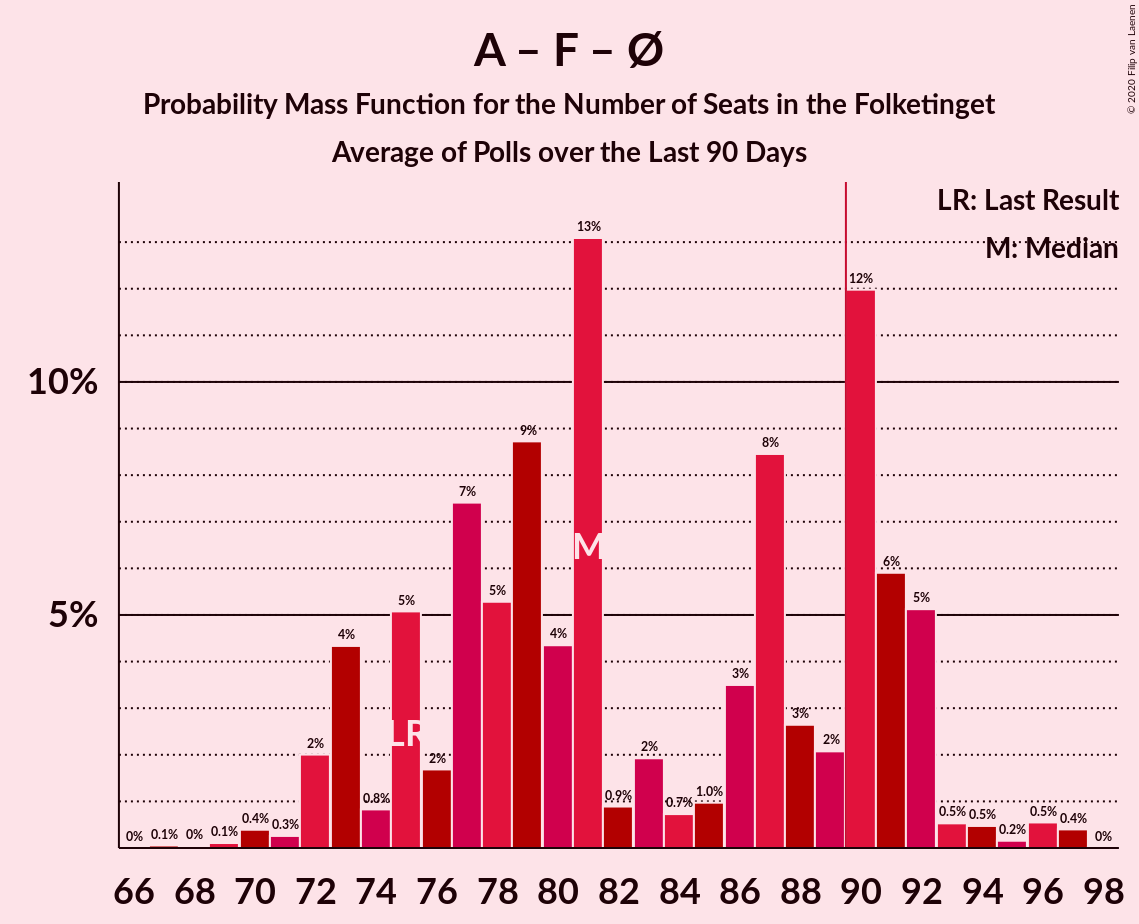 A – F – Ø
Probability Mass Function for the Number of Seats in the Folketinget
Average of Polls over the Last 90 Days
© 2020 Filip van Laenen
LR: Last Result
M: Median
10%
5%
0% 0.1% 0% 0.1% 0.4% 0.3% 2% 4% 0.8% 5% 2% 7% 5% 9% 4% 13% 0.9% 2% 0.7% 1.0% 3% 8% 3% 2% 12% 6% 5% 0.5% 0.5% 0.2% 0.5% 0.4% 0%
LR
M
66 68 70 72 74 76 78 80 82 84 86 88 90 92 94 96 98